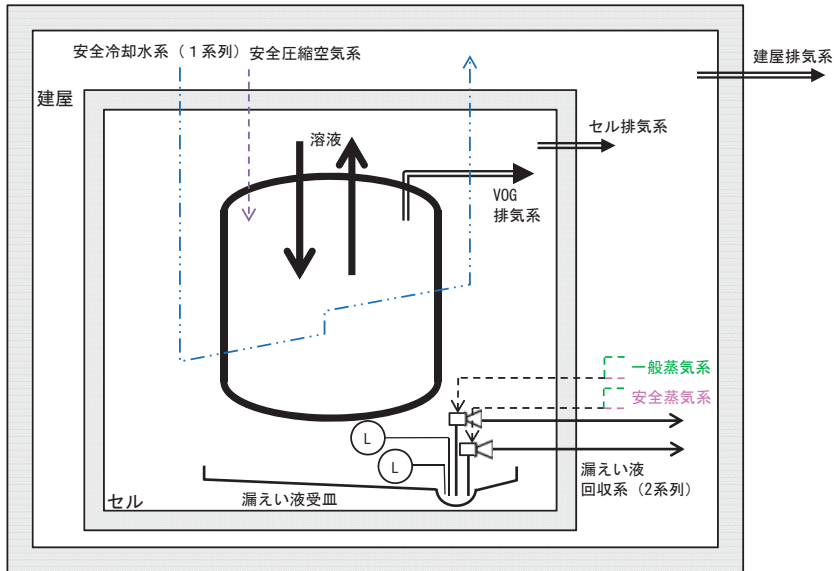 安全冷却水系（１系列）
安全圧縮空気系
建屋排気系
建屋
セル排気系
溶液
VOG
排気系
一般蒸気系
安全蒸気系
L
L
漏えい液
回収系（2系列）
漏えい液受皿
セル